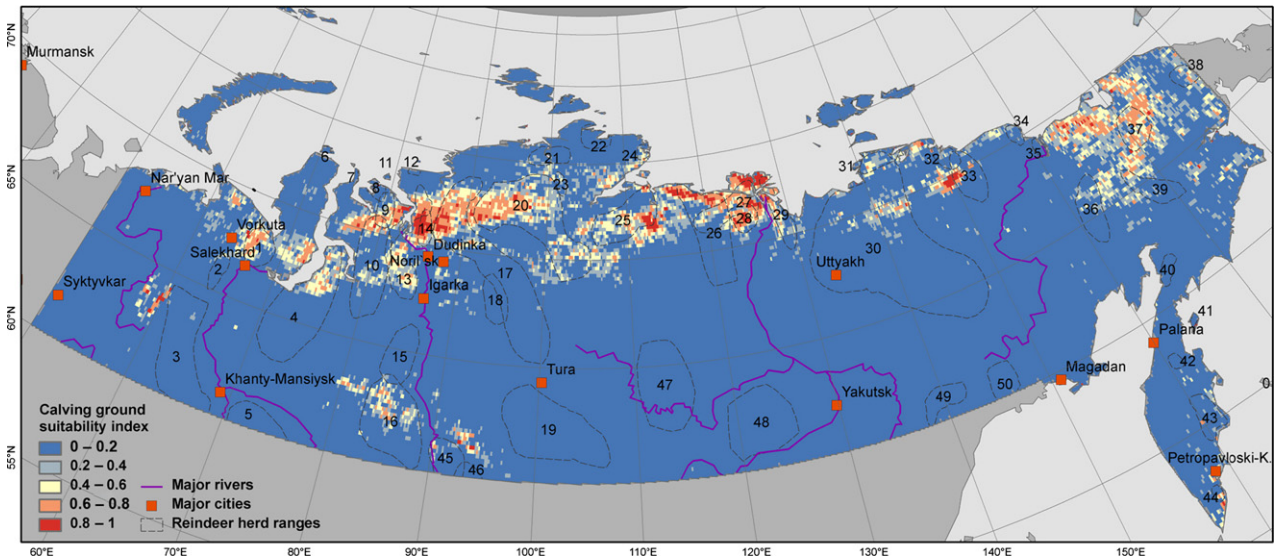 70°N
65°N
60°N
55°N
Murmansk
Nar'yan Mar
Vorkuta
Salekhard
Syktyvkar
Khanty-Mansiysk
Dudinka
Noril'sk
Igarka
Tura
Uttyakh
Yakutsk
Magadan
Palana
Petropavloski-K.
1
2
3
4
5
6
7
8
9
10
11
12
13
14
15
16
17
18
19
20
21
22
23
24
25
26
27
28
29
30
31
32
33
34
35
36
37
38
39
40
41
42
43
44
45
46
47
48
49
50
0
Calving ground
suitability index
0 – 0.2
0.2 – 0.4
0.4 – 0.6
0.6 – 0.8
0.8 – 1
Major rivers
Major cities
Reindeer herd ranges
60°E
70°E
80°E
90°E
100°E
110°E
120°E
130°E
140°E
150°E